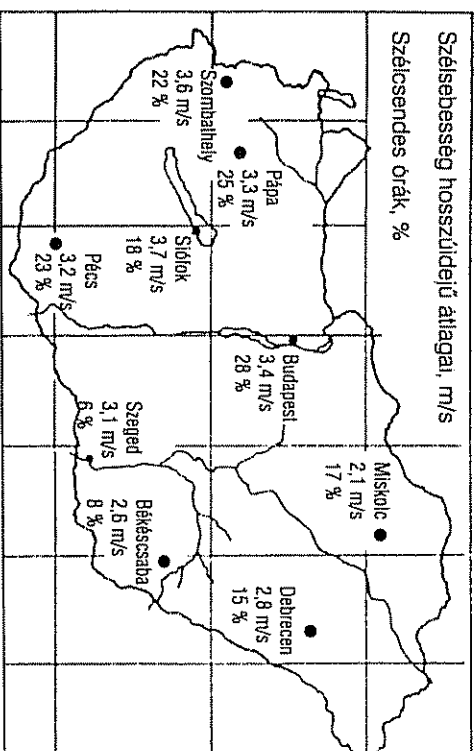 Szélsebesség hosszúidejű átlagai, m/s
Szélcsendes órák, %
Miskolc
2,1 m/s
17 %
Debrecen
2,8 m/s
15 %
Budapest
3,4 m/s
28 %
Pápa
3,3 m/s
25 %
Szombathely
3,6 m/s
22 %
Siófok
3,7 m/s
18 %
Békéscsaba
2,6 m/s
8 %
Szeged
3,1 m/s
6 %
Pécs
3,2 m/s
23 %